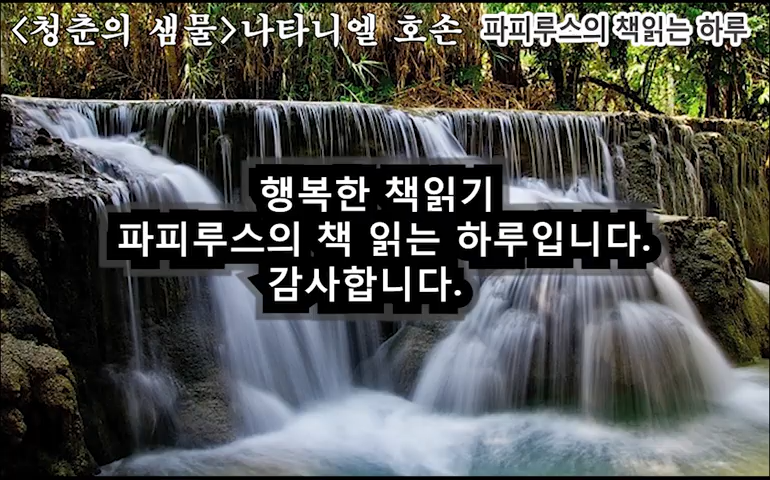 <청춘의 샘물>나타니엘 호손 파피루스의 책읽는 하루
행복한 책읽기
파피루스의 책 읽는 하루입니다.
감사합니다.